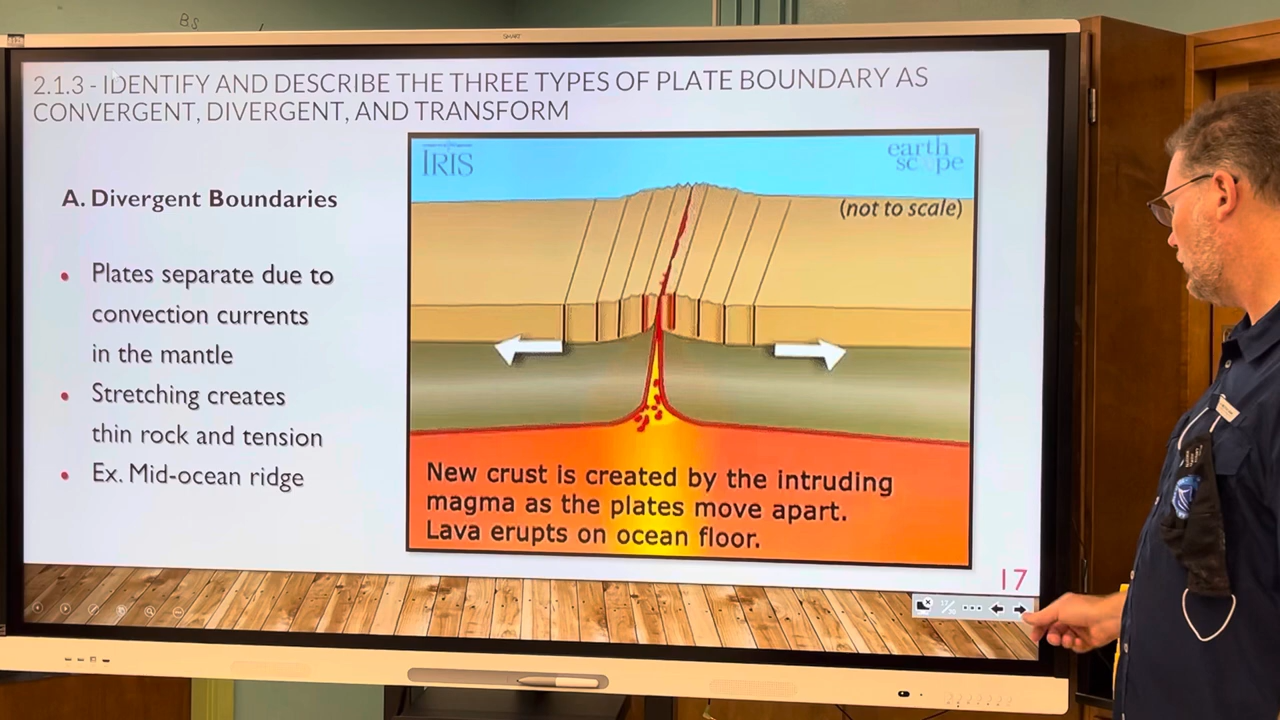 BS
SMART
2.1.3 - IDENTIFY AND DESCRIBE THE THREE TYPES OF PLATE BOUNDARY AS
CONVERGENT, DIVERGENT, AND TRANSFORM
A. Divergent Boundaries
• Plates separate due to
convection currents
in the mantle
• Stretching creates
thin rock and tension
• Ex. Mid-ocean ridge
IRIS
earth
scope
(not to scale)
New crust is created by the intruding
magma as the plates move apart.
Lava erupts on ocean floor.
17